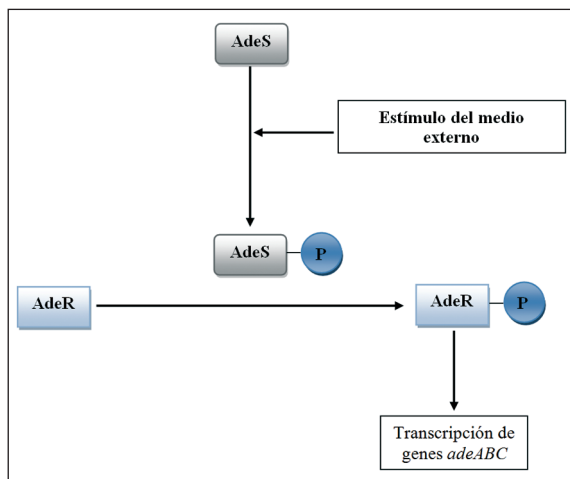 AdeS
Estímulo del medio
externo
AdeS
P
AdeR
AdeR
P
Transcripción de
genes adeABC